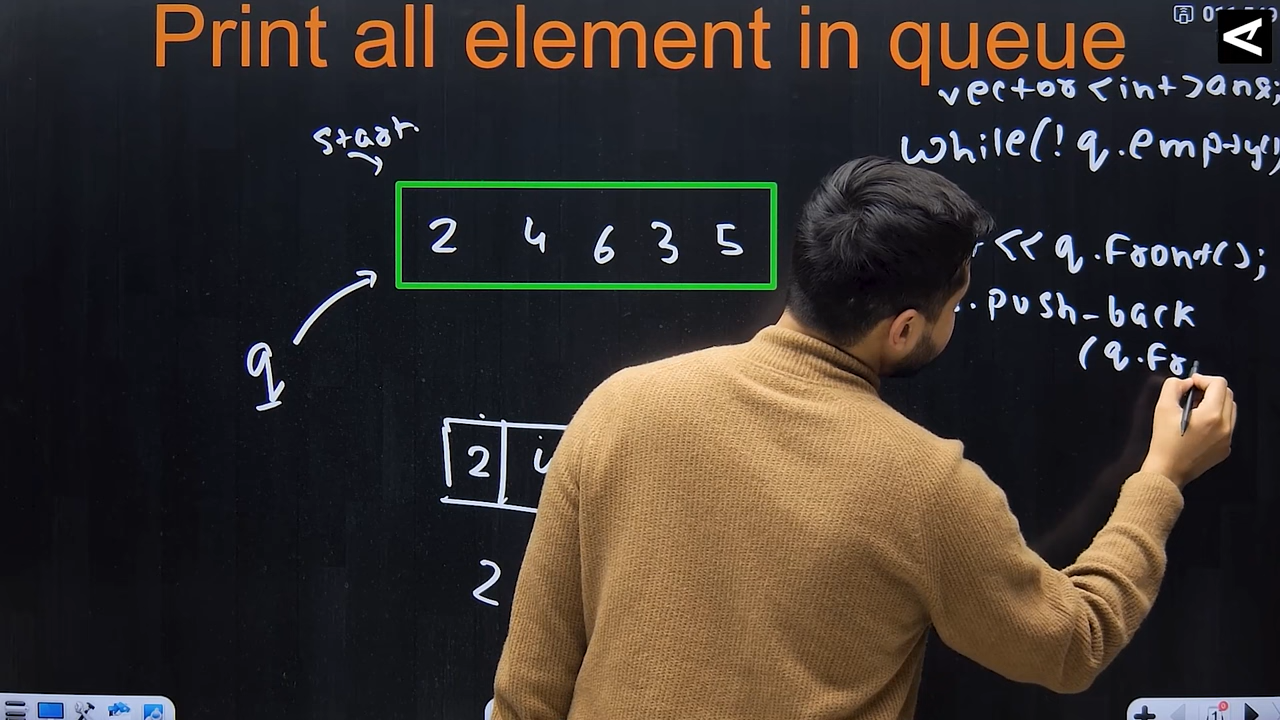 Print all element in queue
vector<int>ans;
while(!q.empty()
start
2 4 6 3 5
<< q.front();
.push_back
(q.fr
q
2
2